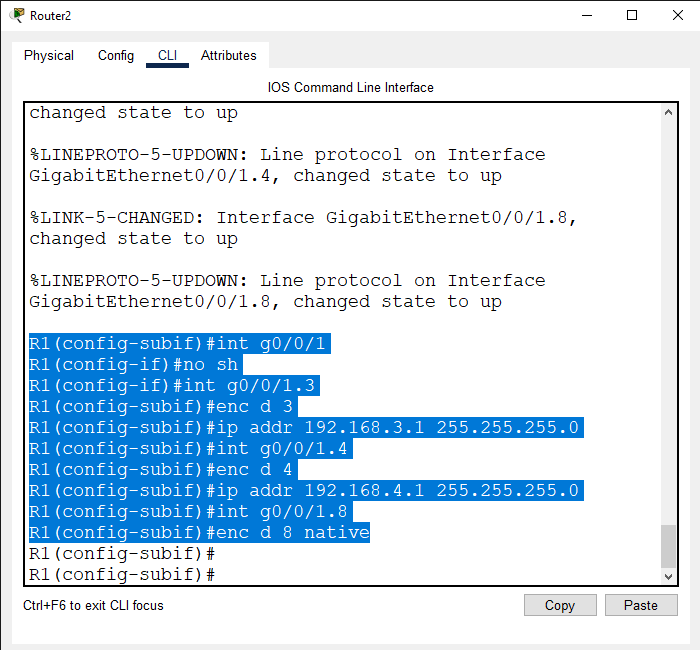 Router2
Physical Config CLI Attributes
IOS Command Line Interface
changed state to up
%LINEPROTO-5-UPDOWN: Line protocol on Interface
GigabitEthernet0/0/1.4, changed state to up
%LINK-5-CHANGED: Interface GigabitEthernet0/0/1.8,
changed state to up
%LINEPROTO-5-UPDOWN: Line protocol on Interface
GigabitEthernet0/0/1.8, changed state to up
R1(config-subif)#int g0/0/1
R1(config-if)#no sh
R1(config-if)#int g0/0/1.3
R1(config-subif)#enc d 3
R1(config-subif)#ip addr 192.168.3.1 255.255.255.0
R1(config-subif)#int g0/0/1.4
R1(config-subif)#enc d 4
R1(config-subif)#ip addr 192.168.4.1 255.255.255.0
R1(config-subif)#int g0/0/1.8
R1(config-subif)#enc d 8 native
R1(config-subif)#
R1(config-subif)#
Ctrl+F6 to exit CLI focus
Copy Paste